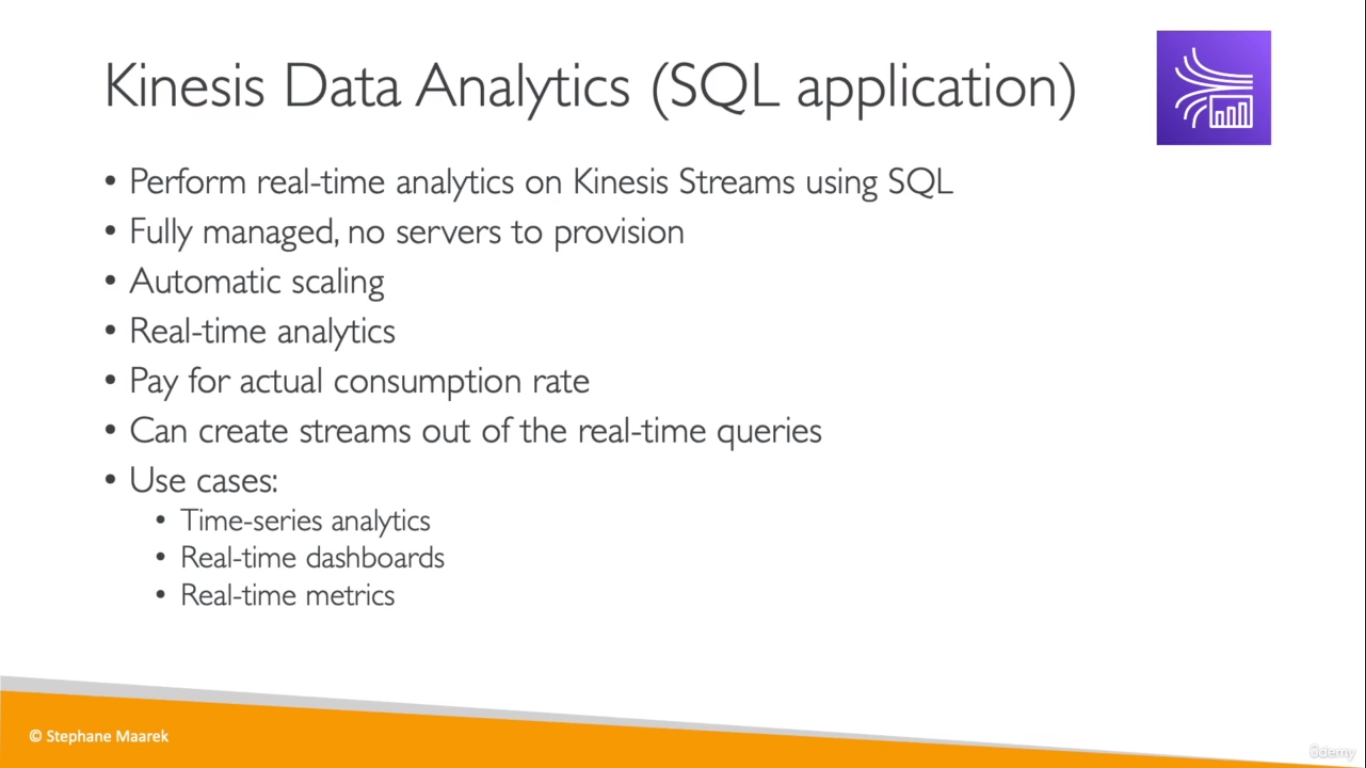 Kinesis Data Analytics (SQL application)
• Perform real-time analytics on Kinesis Streams using SQL
• Fully managed, no servers to provision
• Automatic scaling
• Real-time analytics
• Pay for actual consumption rate
• Can create streams out of the real-time queries
• Use cases:
• Time-series analytics
• Real-time dashboards
• Real-time metrics
© Stephane Maarek
ûdemy